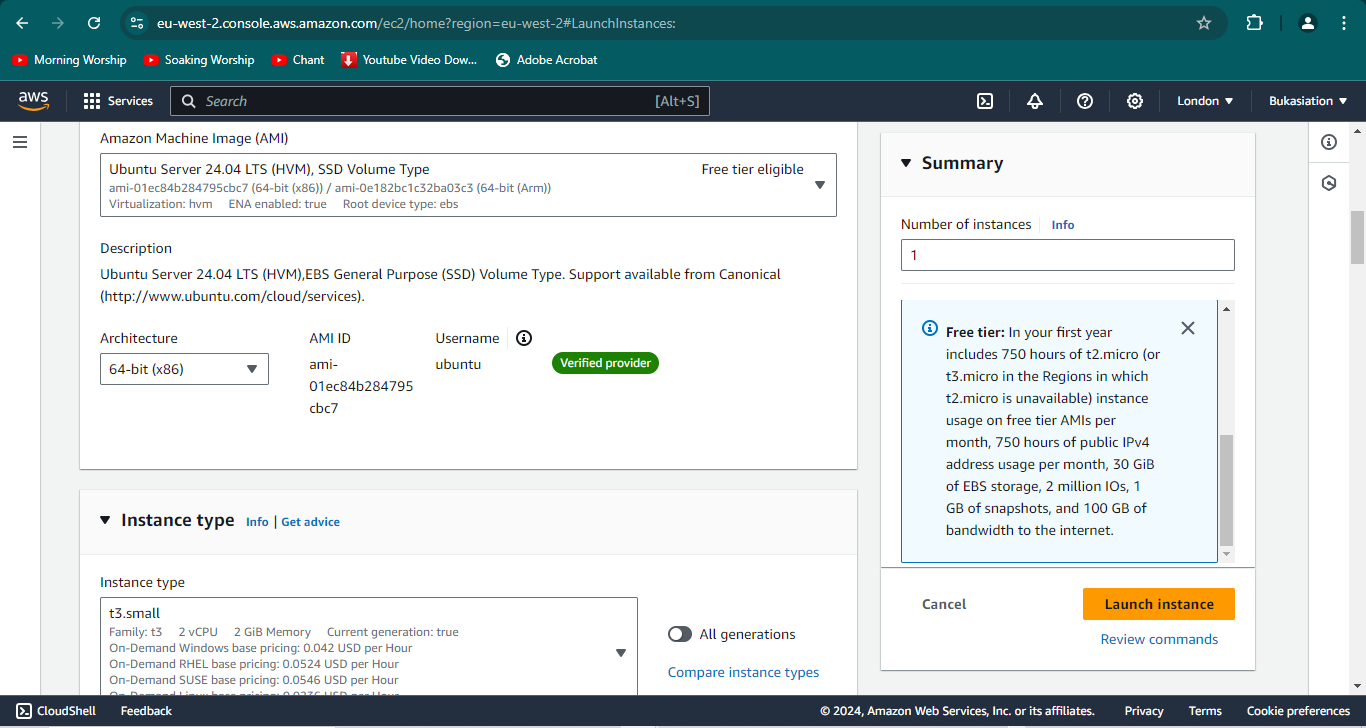 eu-west-2.console.aws.amazon.com/ec2/home?region=eu-west-2#LaunchInstances:
Morning Worship
Soaking Worship
Chant
Youtube Video Dow...
Adobe Acrobat
aws
Services
Search
[Alt+S]
London
Bukasiation
Amazon Machine Image (AMI)
Ubuntu Server 24.04 LTS (HVM), SSD Volume Type
Free tier eligible
ami-01ec84b284795cbc7 (64-bit (x86)) / ami-0e182bc1c32ba03c3 (64-bit (Arm))
Virtualization: hvm ENA enabled: true Root device type: ebs
Description
Ubuntu Server 24.04 LTS (HVM),EBS General Purpose (SSD) Volume Type. Support available from Canonical
(http://www.ubuntu.com/cloud/services).
Architecture
64-bit (x86)
AMI ID
ami-
01ec84b284795
cbc7
Username
ubuntu
Verified provider
Instance type
Info | Get advice
Instance type
t3.small
Family: t3 2 vCPU 2 GiB Memory Current generation: true
On-Demand Windows base pricing: 0.042 USD per Hour
On-Demand RHEL base pricing: 0.0524 USD per Hour
On-Demand SUSE base pricing: 0.0546 USD per Hour
On-Demand Linux base pricing: 0.0236 USD per Hour
All generations
Compare instance types
Summary
Number of instances
Info
1
Free tier: In your first year
includes 750 hours of t2.micro (or
t3.micro in the Regions in which
t2.micro is unavailable) instance
usage on free tier AMIs per
month, 750 hours of public IPv4
address usage per month, 30 GiB
of EBS storage, 2 million IOs, 1
GB of snapshots, and 100 GB of
bandwidth to the internet.
Cancel
Launch instance
Review commands
CloudShell
Feedback
© 2024, Amazon Web Services, Inc. or its affiliates.
Privacy
Terms
Cookie preferences